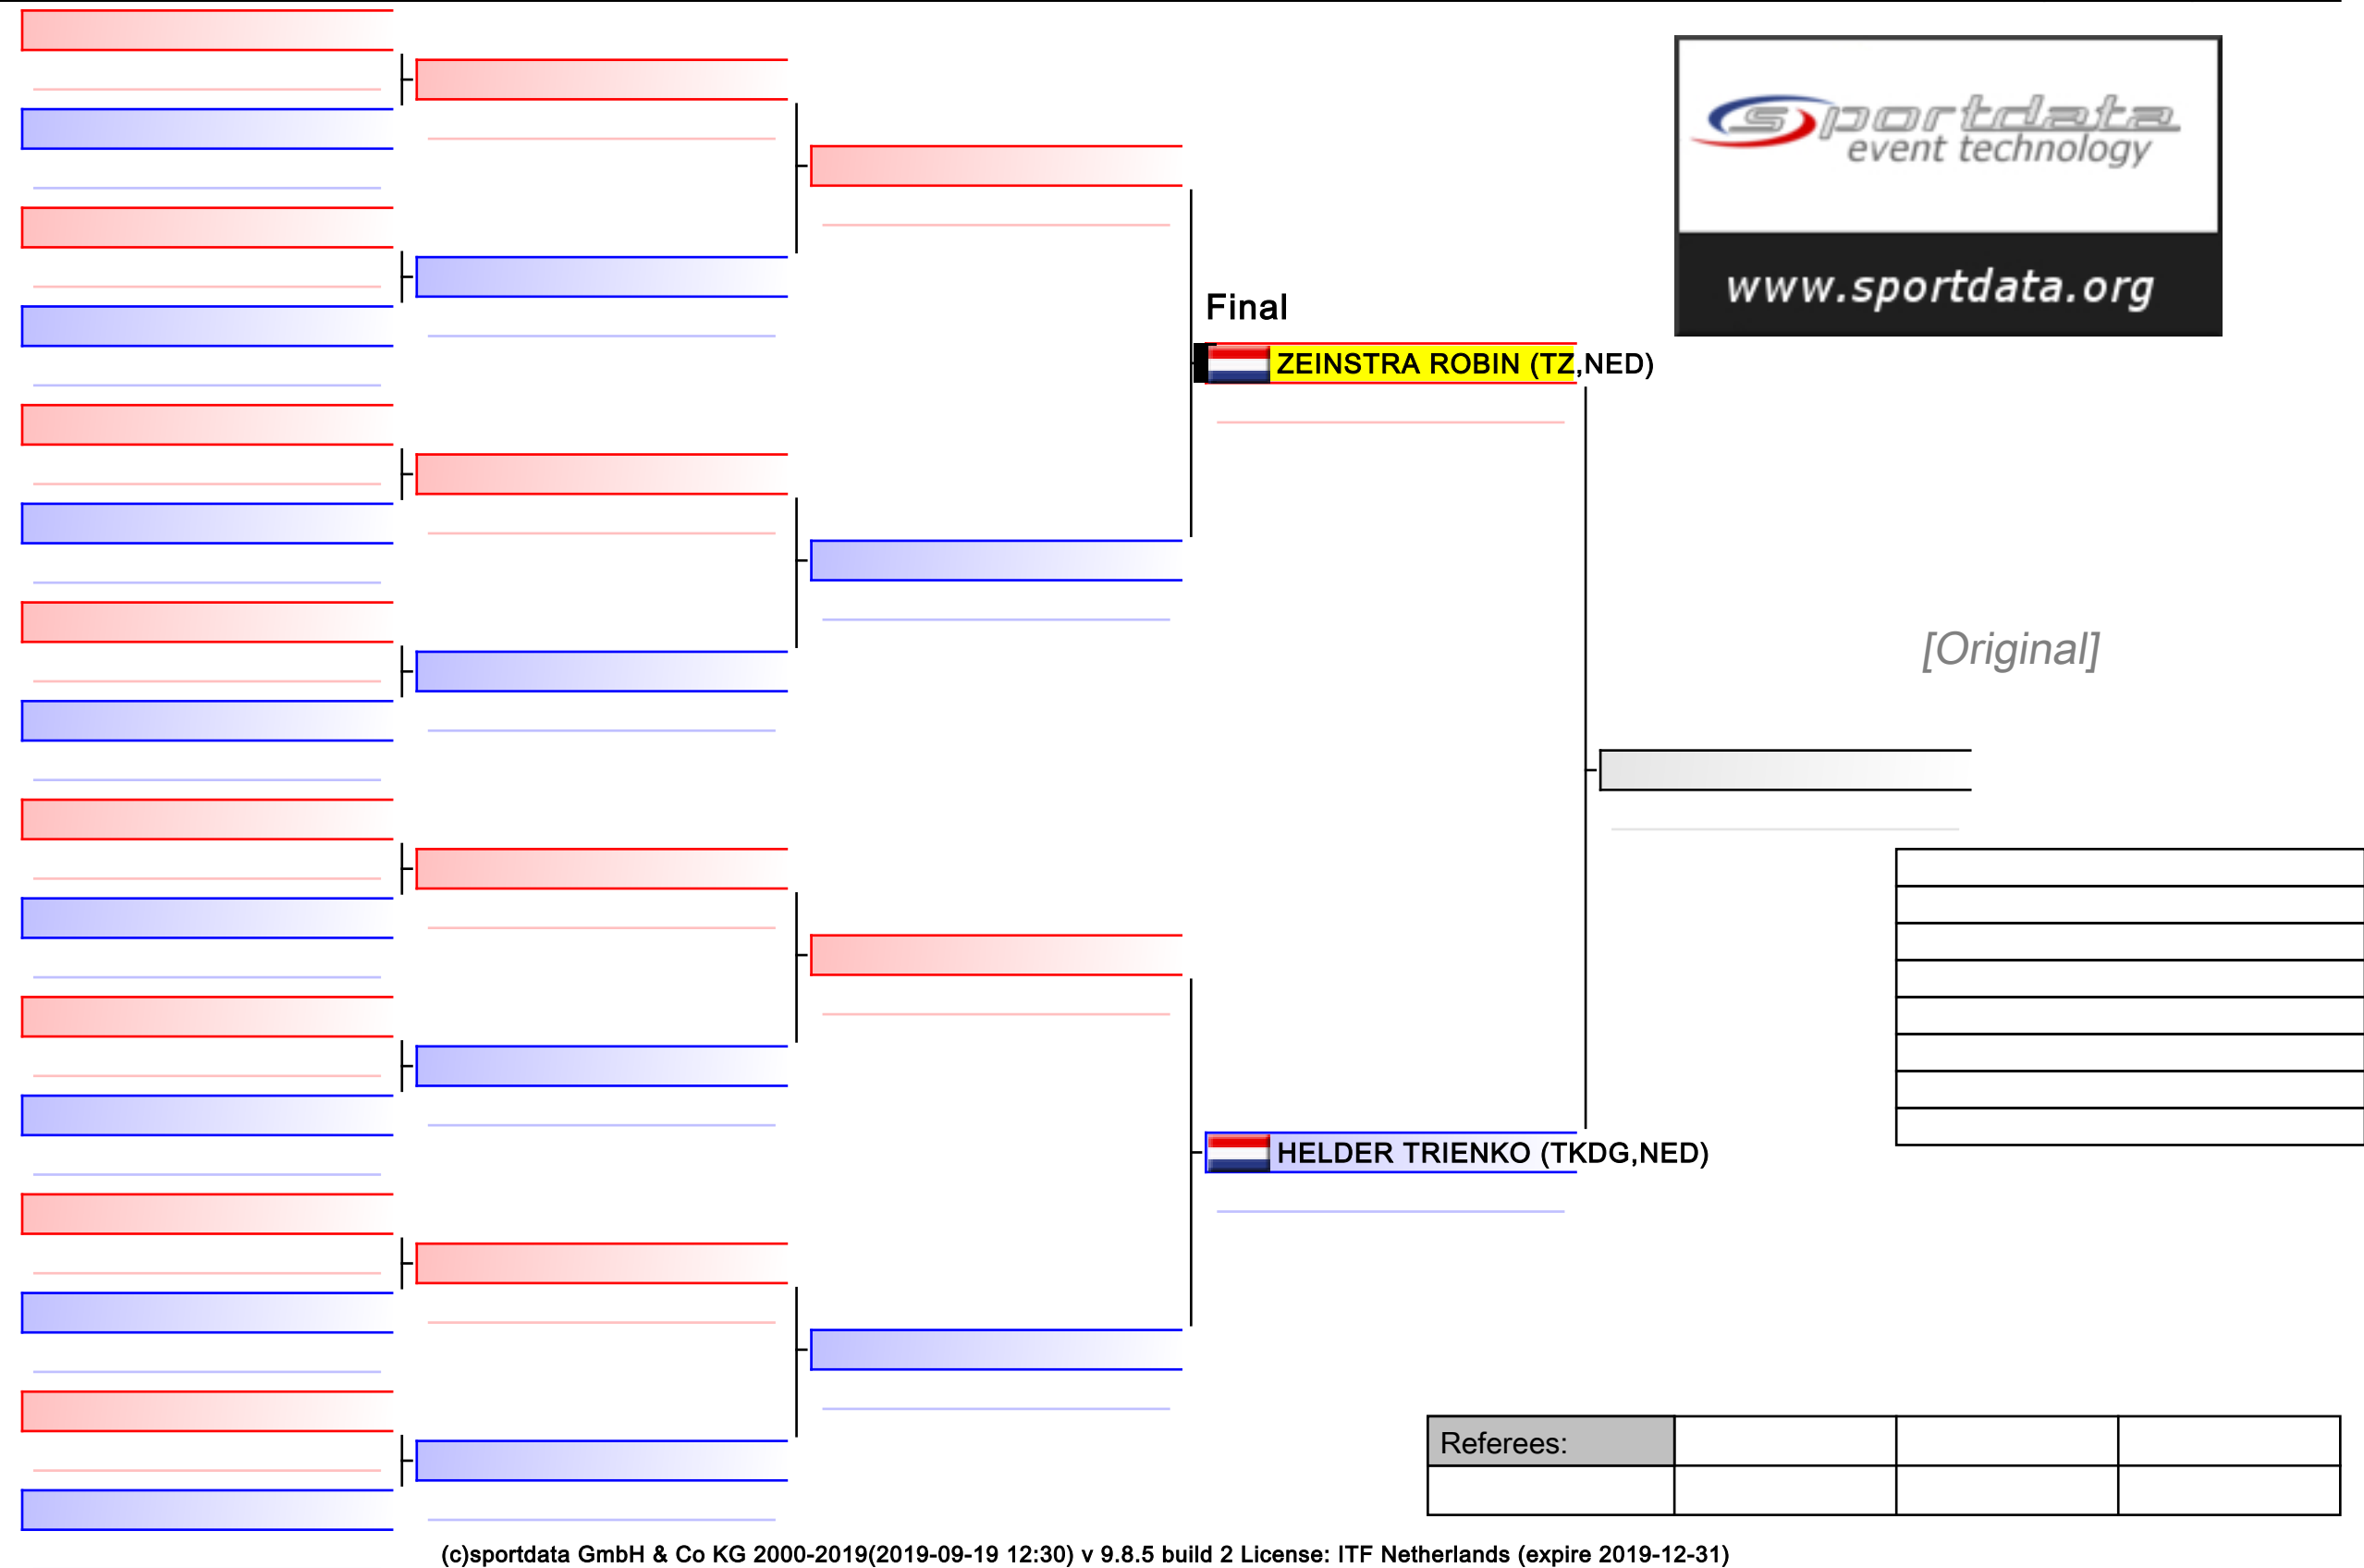 sportdata
event technology
www.sportdata.org
Final
ZEINSTRA ROBIN (TZ,NED)
[Original]
HELDER TRIENKO (TKDG,NED)
Referees:
(c)sportdata GmbH & Co KG 2000-2019(2019-09-19 12:30) v 9.8.5 build 2 License: ITF Netherlands (expire 2019-12-31)